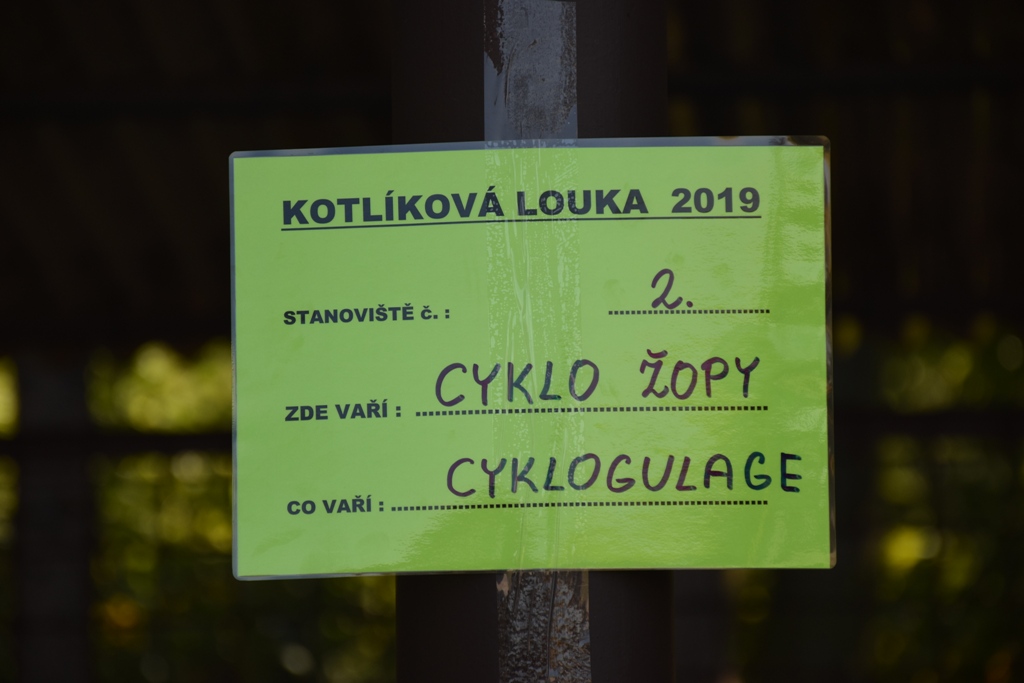 KOTLÍKOVÁ LOUKA 2019
STANOVIŠTĚ č. : 2.
ZDE VAŘÍ : CYKLO ŽOPY
CO VAŘÍ : CYKLOGULAGE